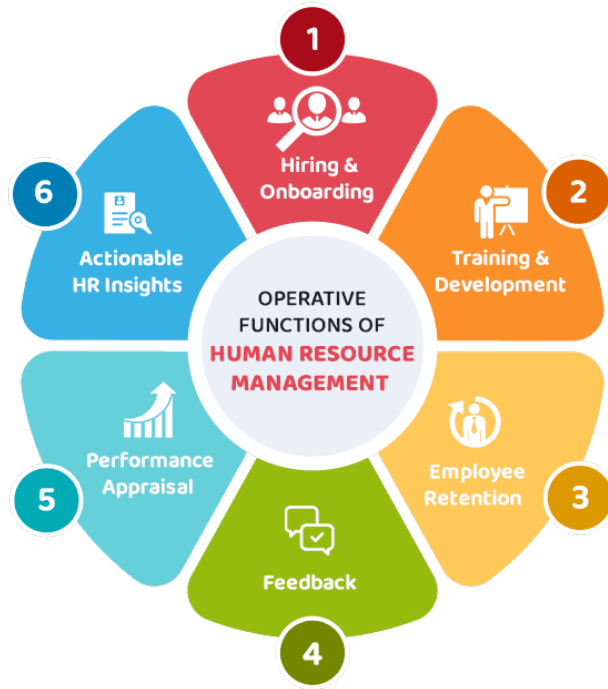 1
Hiring &
Onboarding
2
Training &
Development
3
Employee
Retention
4
Feedback
5
Performance
Appraisal
6
Actionable
HR Insights
OPERATIVE
FUNCTIONS OF
HUMAN RESOURCE
MANAGEMENT